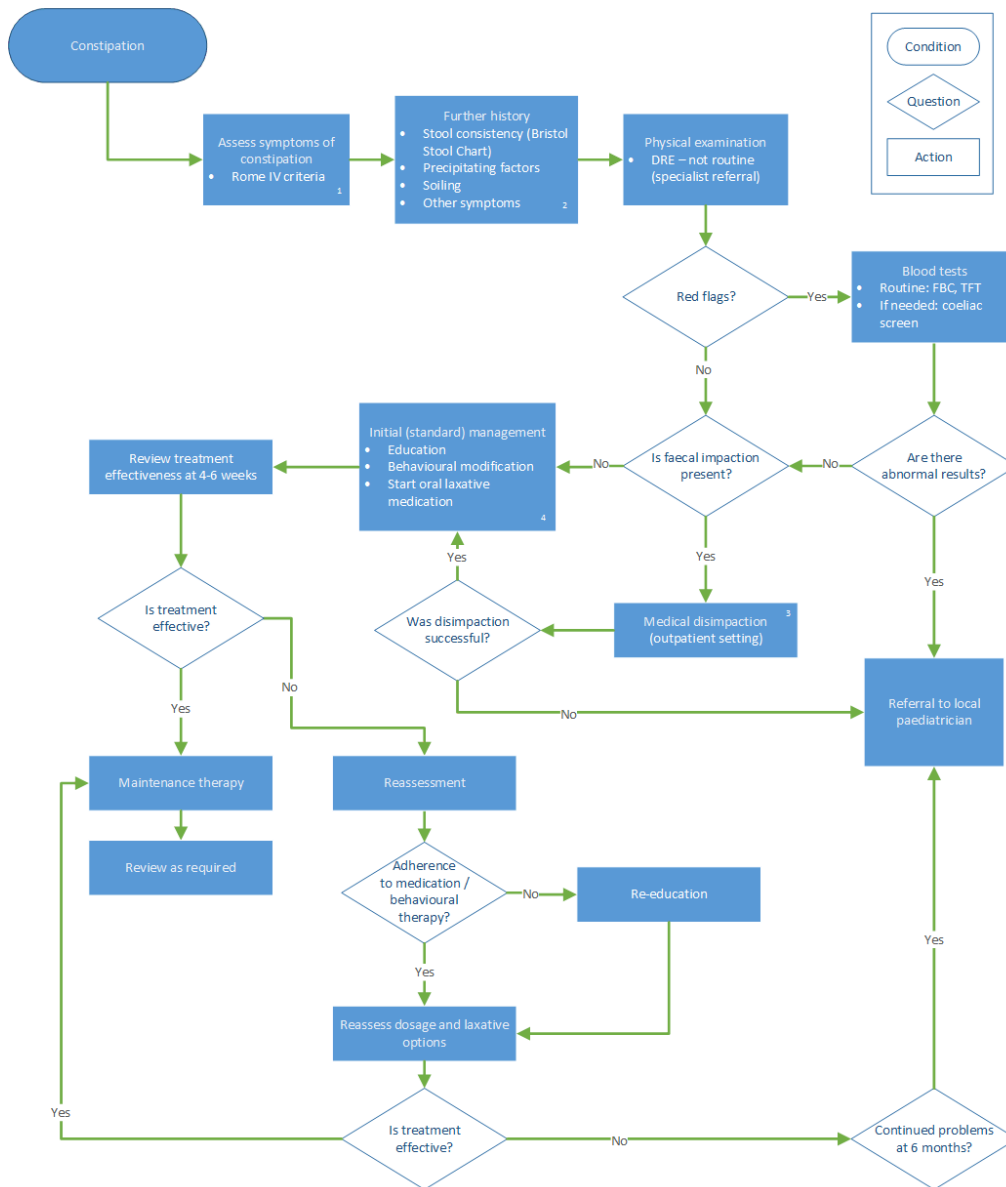 Constipation
Condition
Question
Action
Assess symptoms of
constipation
• Rome IV criteria
1
Further history
• Stool consistency (Bristol
Stool Chart)
• Precipitating factors
• Soiling
• Other symptoms
2
Physical examination
• DRE – not routine
(specialist referral)
Red flags?
Yes
Blood tests
• Routine: FBC, TFT
• If needed: coeliac
screen
No
Review treatment
effectiveness at 4-6 weeks
Initial (standard) management
• Education
• Behavioural modification
• Start oral laxative
medication
4
No
Is faecal impaction
present?
No
Are there
abnormal results?
Yes
Yes
Yes
Is treatment
effective?
Was disimpaction
successful?
Medical disimpaction
(outpatient setting)
3
No
Yes
No
Referral to local
paediatrician
Maintenance therapy
Reassessment
Review as required
Adherence
to medication /
behavioural
therapy?
No
Re-education
Yes
Yes
Reassess dosage and laxative
options
Yes
Is treatment
effective?
No
Continued problems
at 6 months?